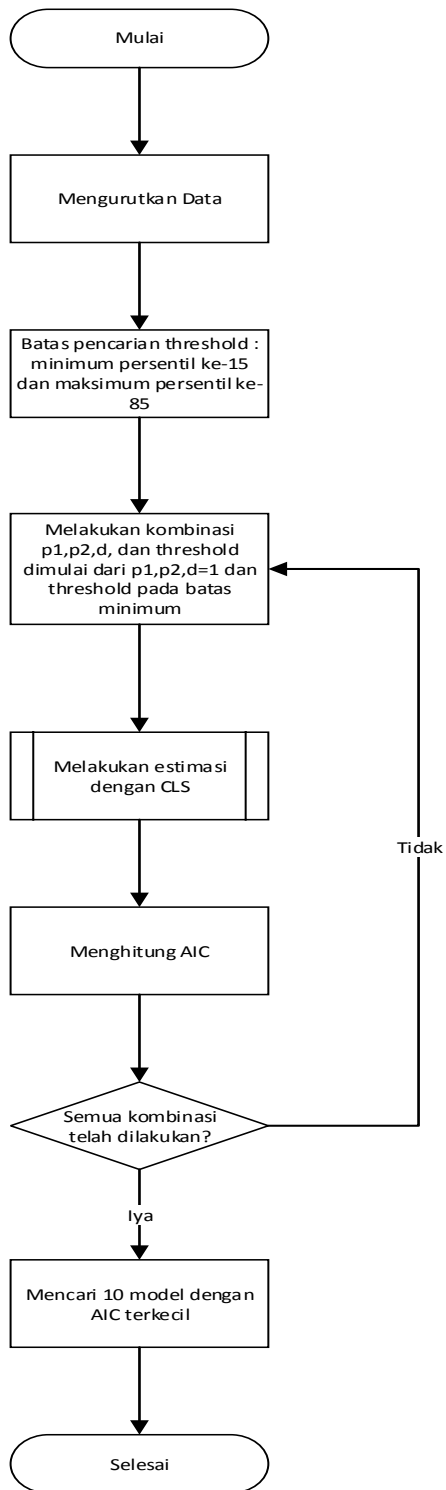 Mulai
Mengurutkan Data
Batas pencarian threshold :
minimum persentil ke-15
dan maksimum persentil ke-
85
Melakukan kombinasi
p1,p2,d, dan threshold
dimulai dari p1,p2,d=1 dan
threshold pada batas
minimum
Melakukan estimasi
dengan CLS
Tidak
Menghitung AIC
Semua kombinasi
telah dilakukan?
Iya
Mencari 10 model dengan
AIC terkecil
Selesai